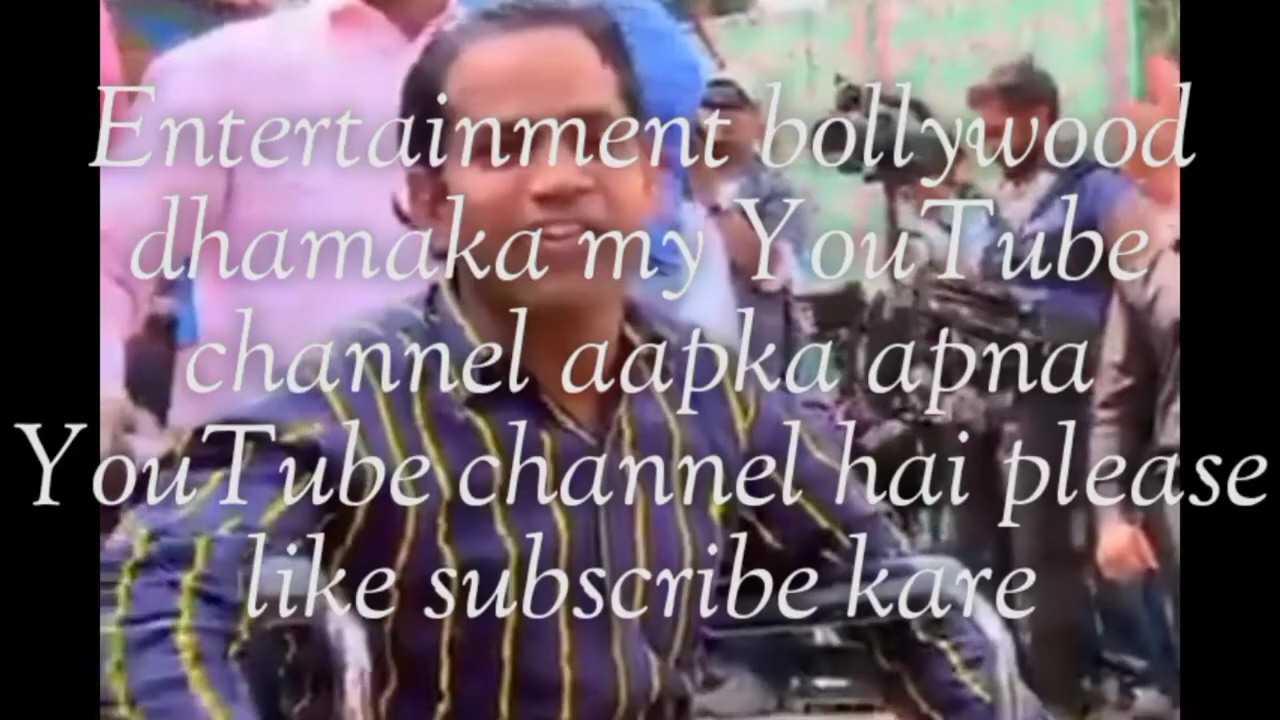 Entertainment bollywood
dhamaka my YouTube
channel aapka apna
YouTube channel hai please
like subscribe kare